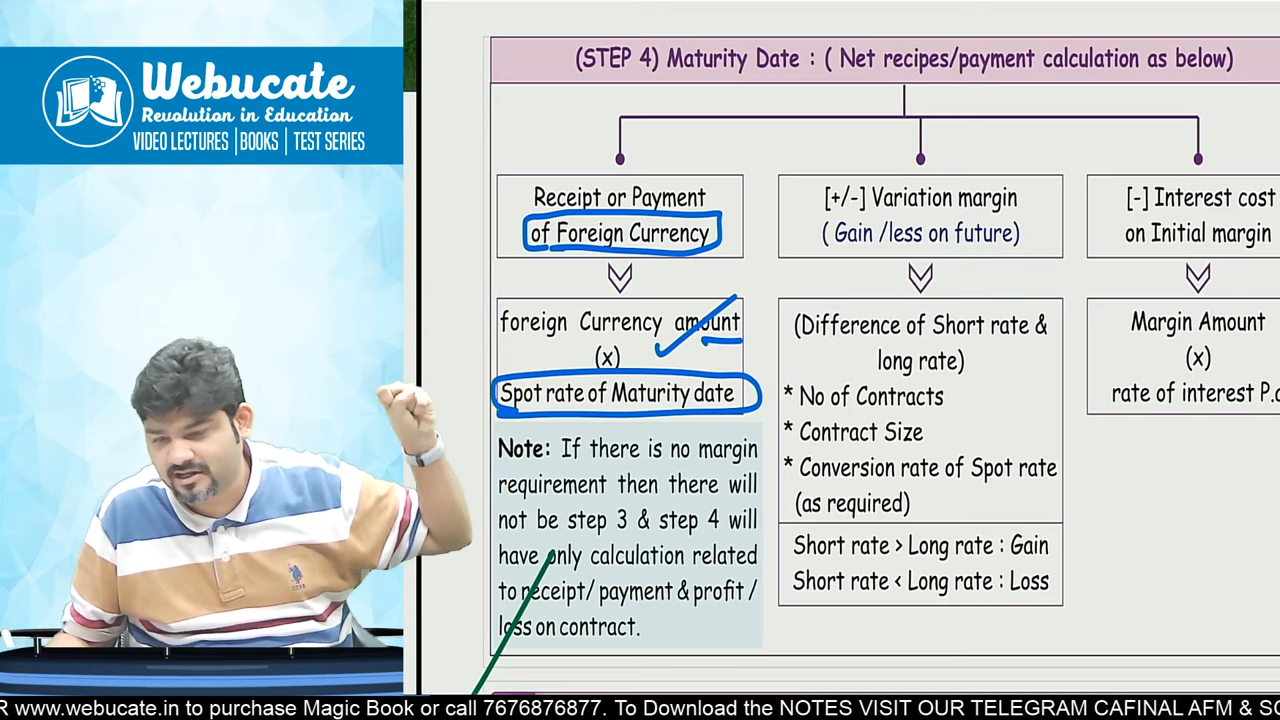 Webucate
Revolution in Education
VIDEO LECTURES | BOOKS | TEST SERIES
(STEP 4) Maturity Date : ( Net recipes/payment calculation as below)
Receipt or Payment
of Foreign Currency
foreign Currency amount
(x)
Spot rate of Maturity date
Note: If there is no margin
requirement then there will
not be step 3 & step 4 will
have only calculation related
to receipt/ payment & profit /
loss on contract.
[+/-] Variation margin
( Gain /less on future)
(Difference of Short rate &
long rate)
* No of Contracts
* Contract Size
* Conversion rate of Spot rate
(as required)
Short rate > Long rate : Gain
Short rate < Long rate : Loss
[-] Interest cost
on Initial margin
Margin Amount
(x)
rate of interest P.
R www.webucate.in to purchase Magic Book or call 7676876877. To Download the NOTES VISIT OUR TELEGRAM CAFINAL AFM & S